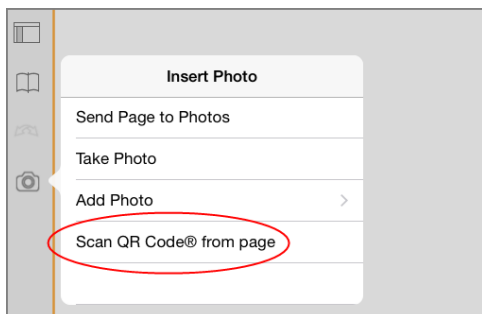 Insert Photo
Send Page to Photos
Take Photo
Add Photo
Scan QR Code® from page